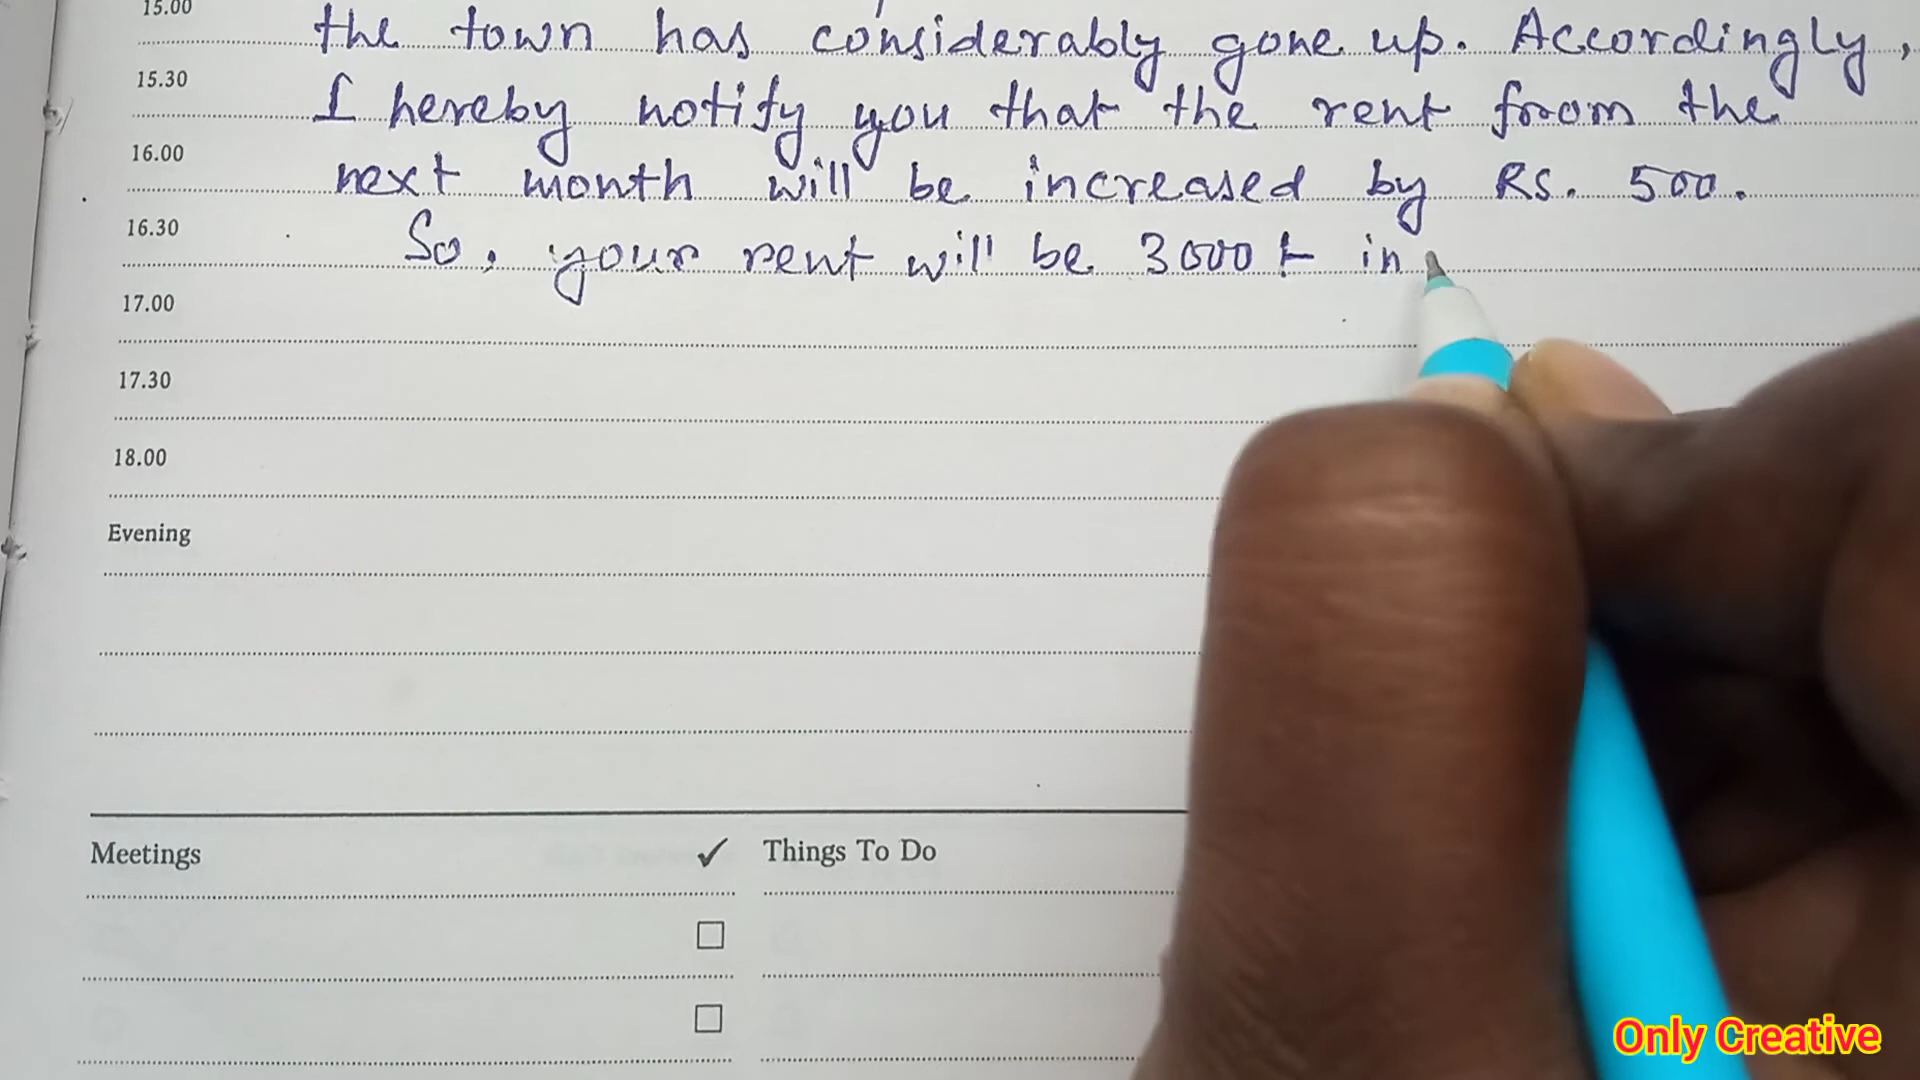 15.00
the town has considerably gone up. Accordingly,
15.30
I hereby notify you that the rent from the
16.00
next month will be increased by Rs. 500.
16.30
So, your rent will be 3000/- in
17.00
17.30
18.00
Evening
Meetings ✓ Things To Do
Only Creative